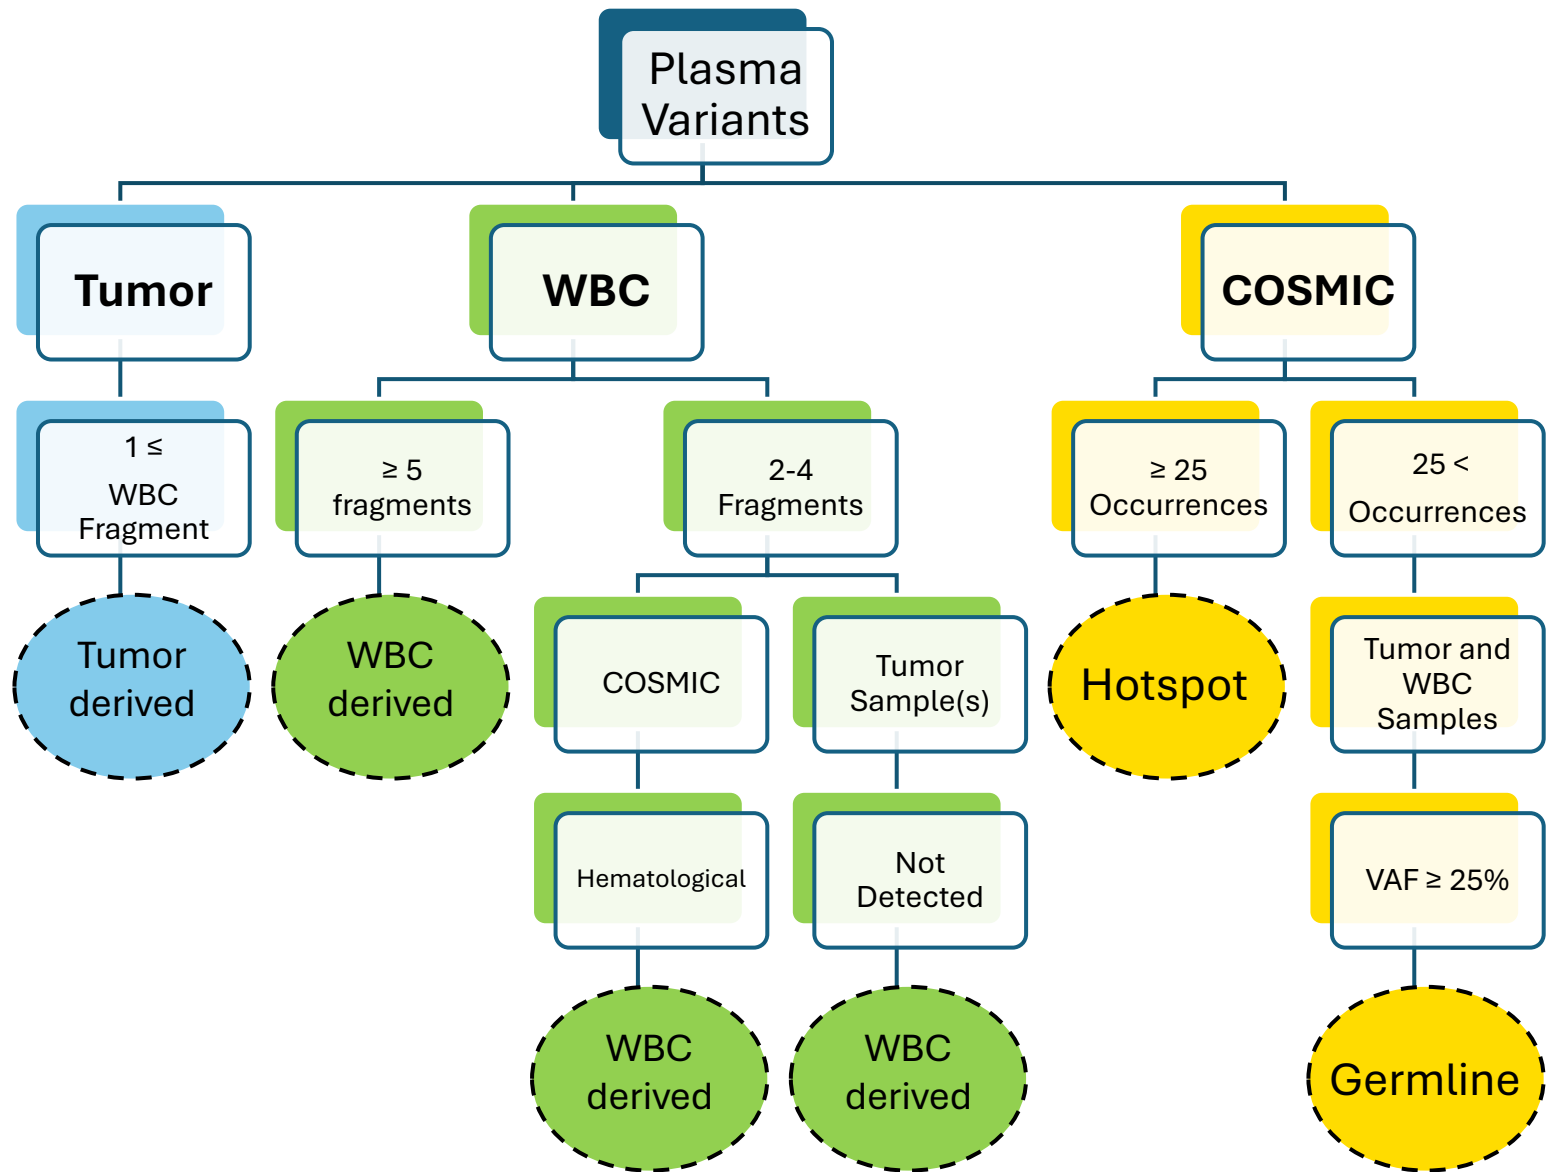 Plasma
Variants
Tumor
WBC
COSMIC
1 ≤
WBC
Fragment
≥ 5
fragments
2-4
Fragments
≥ 25
Occurrences
25 <
Occurrences
Tumor
derived
WBC
derived
COSMIC
Tumor
Sample(s)
Hotspot
Tumor and
WBC
Samples
Hematological
Not
Detected
VAF ≥ 25%
WBC
derived
WBC
derived
Germline